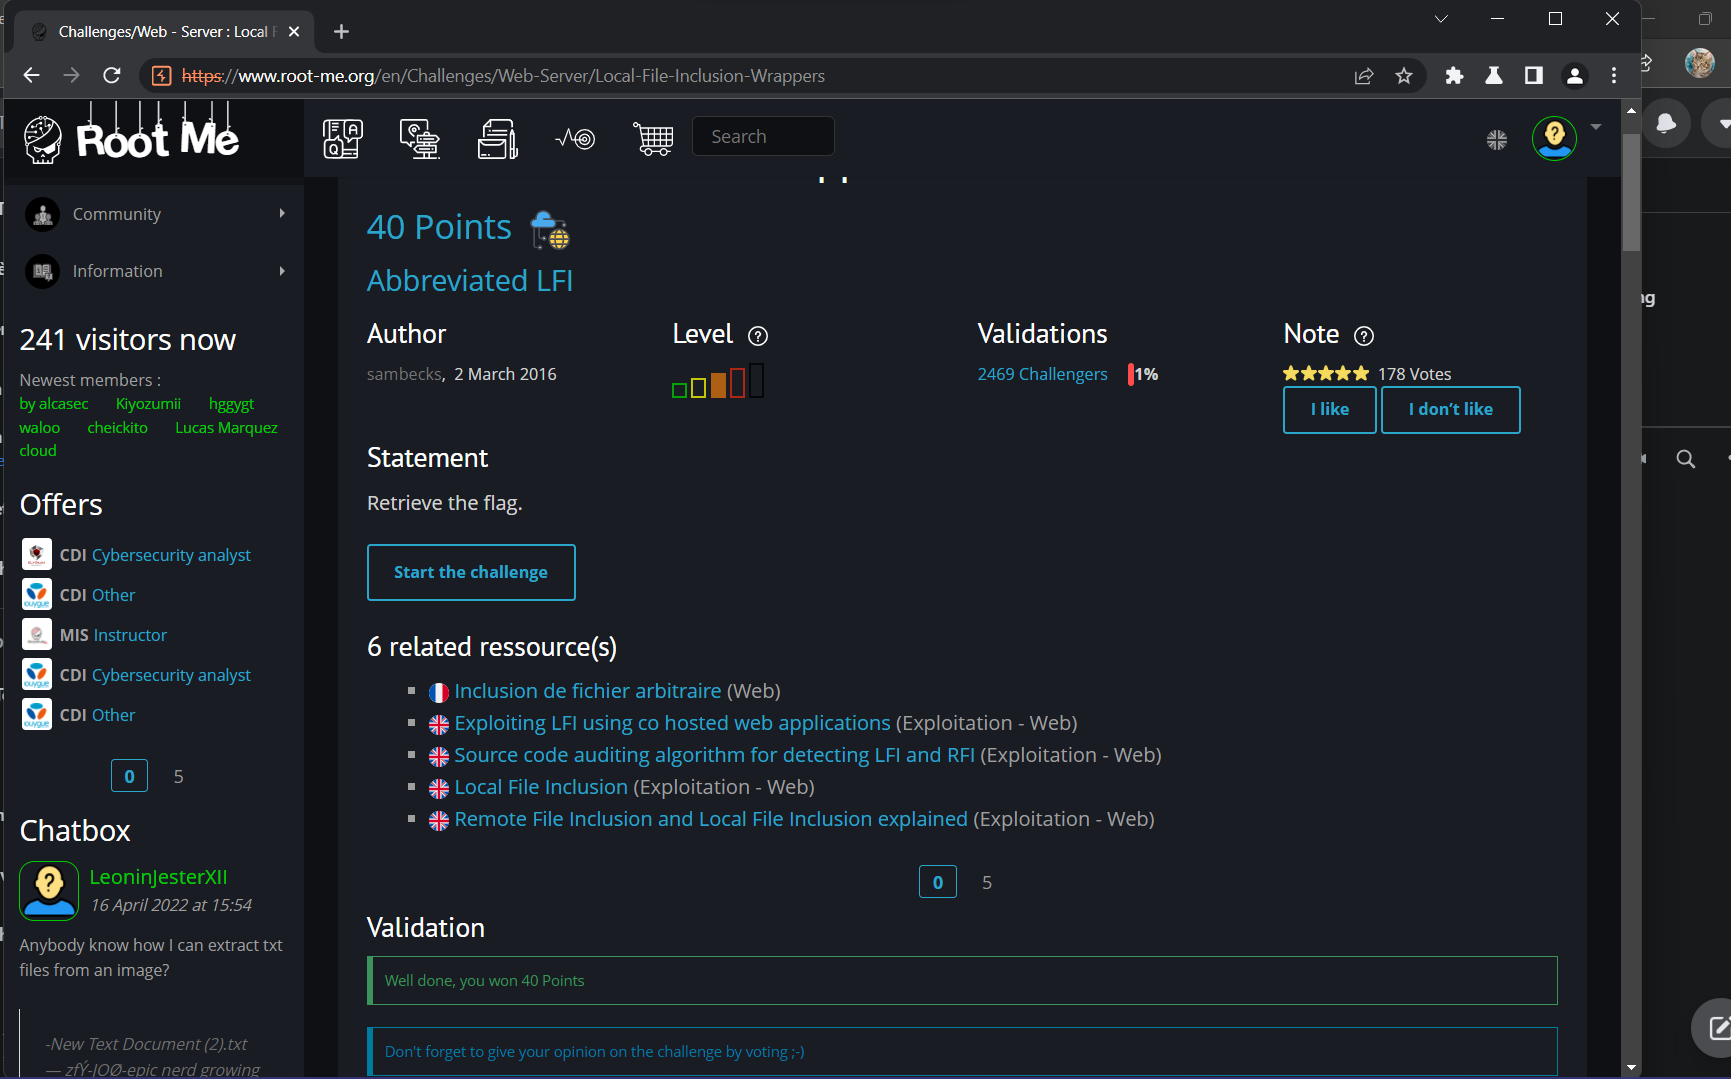 Challenges/Web - Server : Local F
https://www.root-me.org/en/Challenges/Web-Server/Local-File-Inclusion-Wrappers
Root Me
Search
Community
Information
241 visitors now
Newest members :
by alcasec Kiyozumii hggygt
waloo cheickito Lucas Marquez
cloud
Offers
CDI Cybersecurity analyst
CDI Other
MIS Instructor
CDI Cybersecurity analyst
CDI Other
0 5
Chatbox
LeoninJesterXII
16 April 2022 at 15:54
Anybody know how I can extract txt
files from an image?
-New Text Document (2).txt
— zfÝ-JOØ-epic nerd growing
40 Points
Abbreviated LFI
Author Level Validations Note
sambecks, 2 March 2016 2469 Challengers 1% 178 Votes
I like I don't like
Statement
Retrieve the flag.
Start the challenge
6 related ressource(s)
Inclusion de fichier arbitraire (Web)
Exploiting LFI using co hosted web applications (Exploitation - Web)
Source code auditing algorithm for detecting LFI and RFI (Exploitation - Web)
Local File Inclusion (Exploitation - Web)
Remote File Inclusion and Local File Inclusion explained (Exploitation - Web)
0 5
Validation
Well done, you won 40 Points
Don't forget to give your opinion on the challenge by voting ;-)
ng